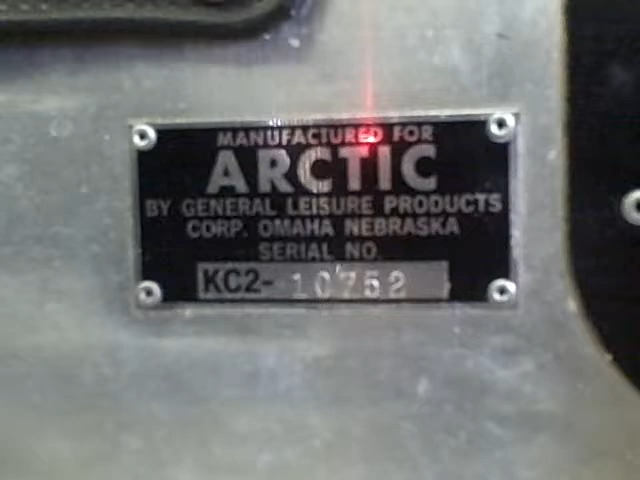 MANUFACTURED FOR
ARCTIC
BY GENERAL LEISURE PRODUCTS
CORP. OMAHA NEBRASKA
SERIAL NO.
KC2- 10752